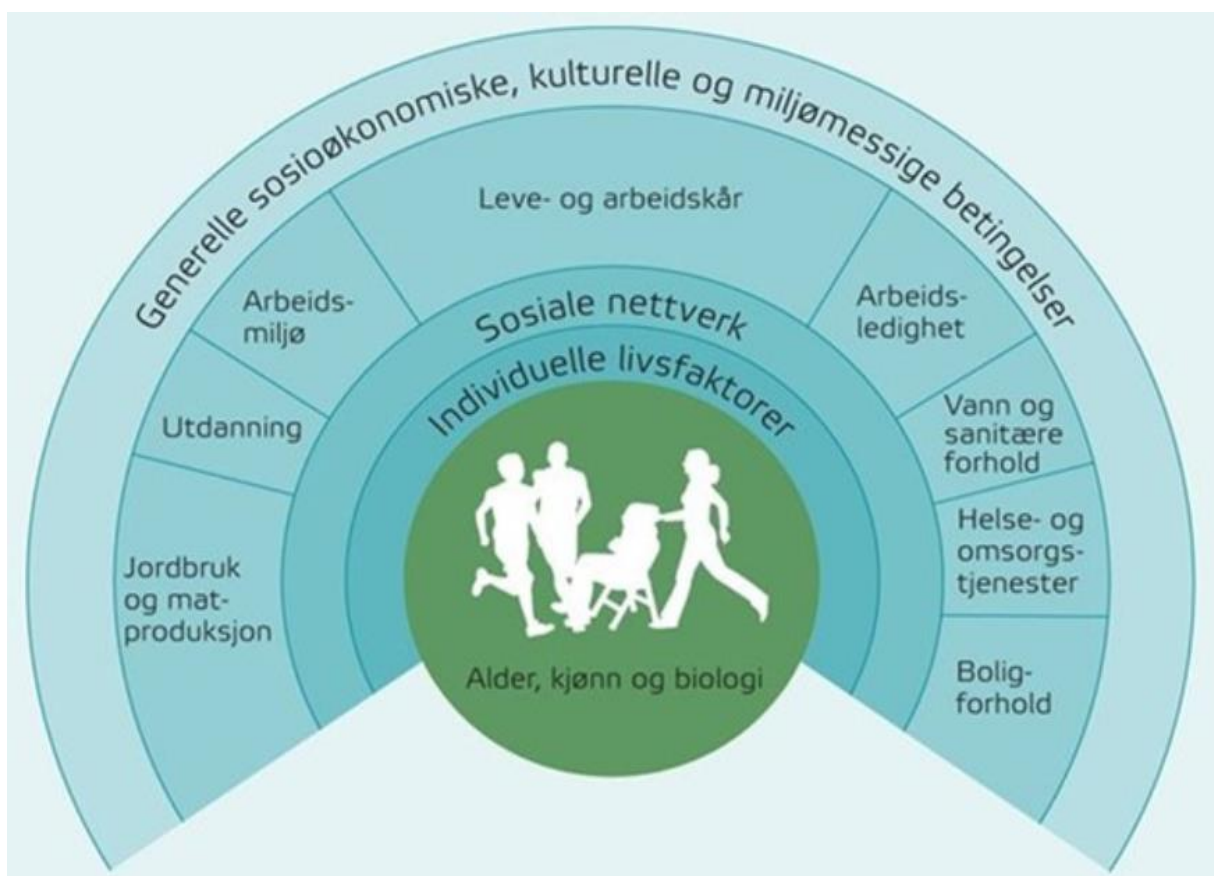 Generelle sosioøkonomiske, kulturelle og miljømessige betingelser
Leve- og arbeidskår
Arbeids-
miljø
Utdanning
Jordbruk
og mat-
produksjon
Arbeids-
ledighet
Vann og
sanitære
forhold
Helse- og
omsorgs-
tjenester
Bolig-
forhold
Sosiale nettverk
Individuelle livsfaktorer
Alder, kjønn og biologi